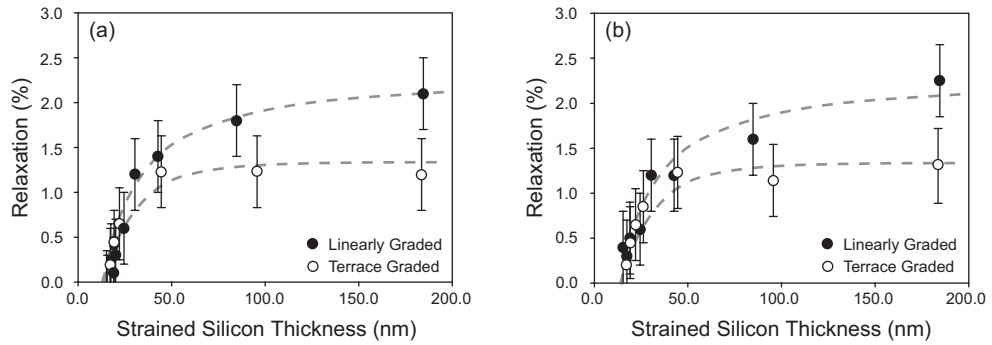 (a)
3.0
2.5
2.0
1.5
1.0
0.5
0.0
Relaxation (%)
Linearly Graded
Terrace Graded
0.0 50.0 100.0 150.0 200.0
Strained Silicon Thickness (nm)
(b)
3.0
2.5
2.0
1.5
1.0
0.5
0.0
Relaxation (%)
Linearly Graded
Terrace Graded
0.0 50.0 100.0 150.0 200.0
Strained Silicon Thickness (nm)